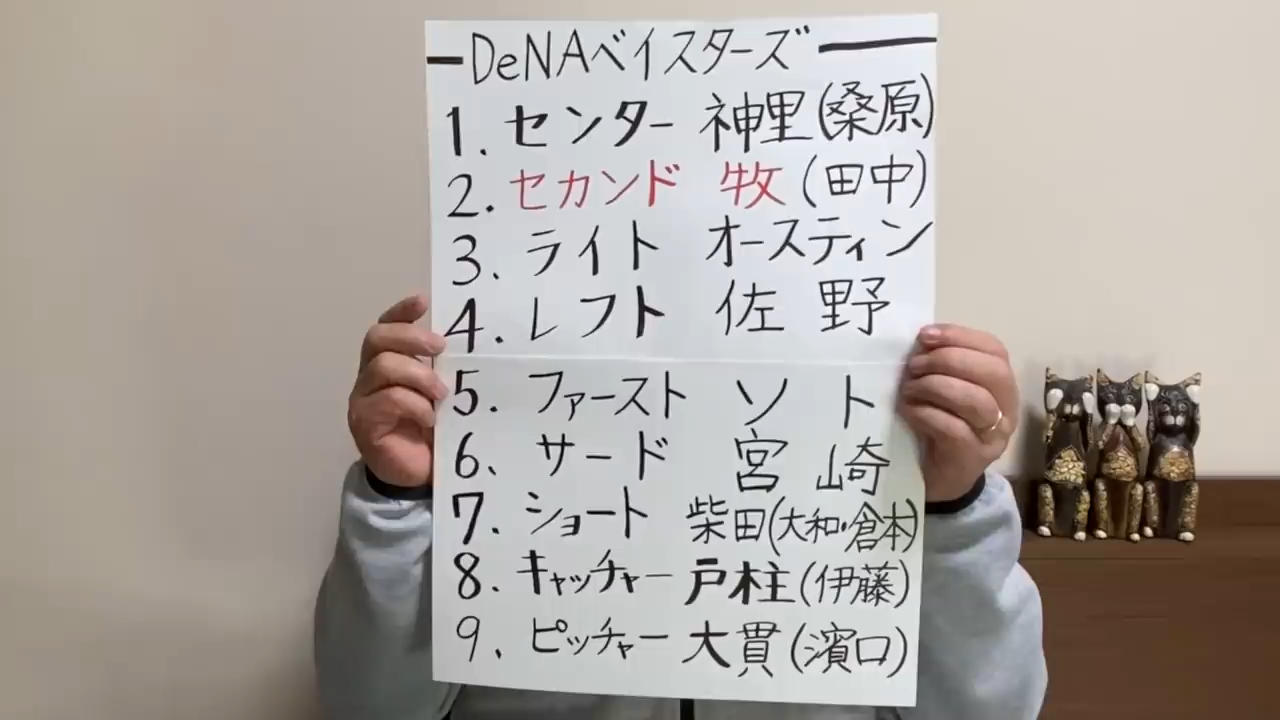 DeNAベイスターズ
1. センター 神里(桑原)
2. セカンド 牧(田中)
3. ライト オースティン
4. レフト 佐野
5. ファースト ソト
6. サード 宮崎
7. ショート 柴田(大和・倉本)
8. キャッチャー 戸柱(伊藤)
9. ピッチャー 大貫(濱口)